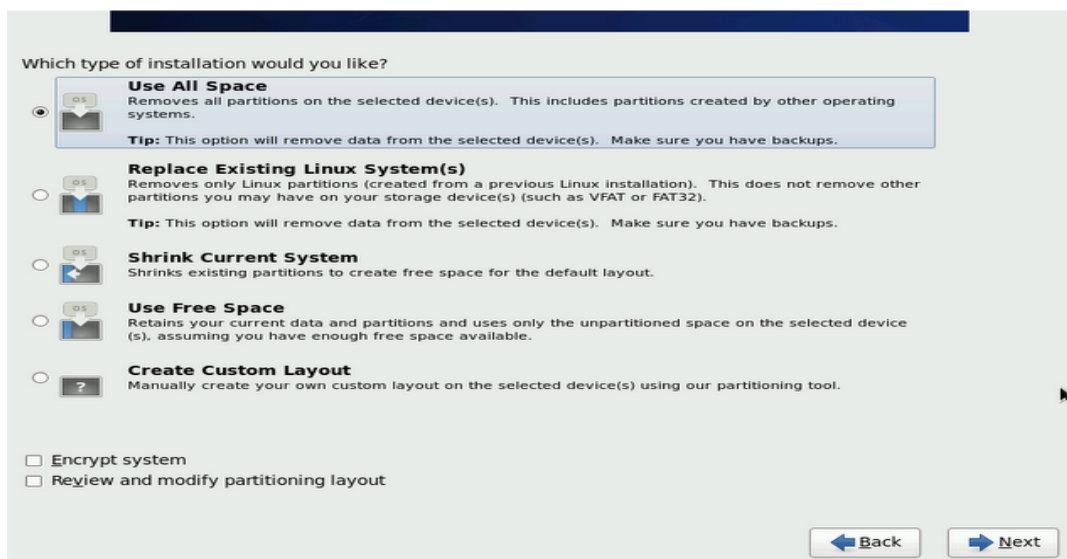 Which type of installation would you like?
Use All Space
Removes all partitions on the selected device(s).  This includes partitions created by other operating
systems.
Tip: This option will remove data from the selected device(s).  Make sure you have backups.
Replace Existing Linux System(s)
Removes only Linux partitions (created from a previous Linux installation).  This does not remove other
partitions you may have on your storage device(s) (such as VFAT or FAT32).
Tip: This option will remove data from the selected device(s).  Make sure you have backups.
Shrink Current System
Shrinks existing partitions to create free space for the default layout.
Use Free Space
Retains your current data and partitions and uses only the unpartitioned space on the selected device
(s), assuming you have enough free space available.
Create Custom Layout
Manually create your own custom layout on the selected device(s) using our partitioning tool.
Encrypt system
Review and modify partitioning layout
Back
Next
OS
OS
OS
OS
?